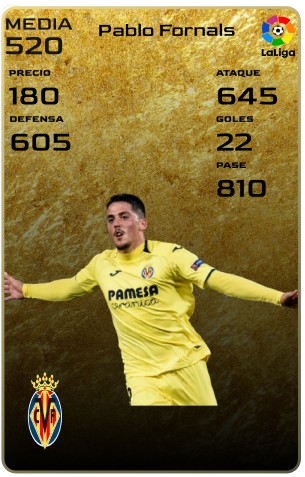 MEDIA
520
Pablo Fornals
LaLiga
PRECIO
180
DEFENSA
605
ATAQUE
645
GOLES
22
PASE
810
PAMESA
cerámica